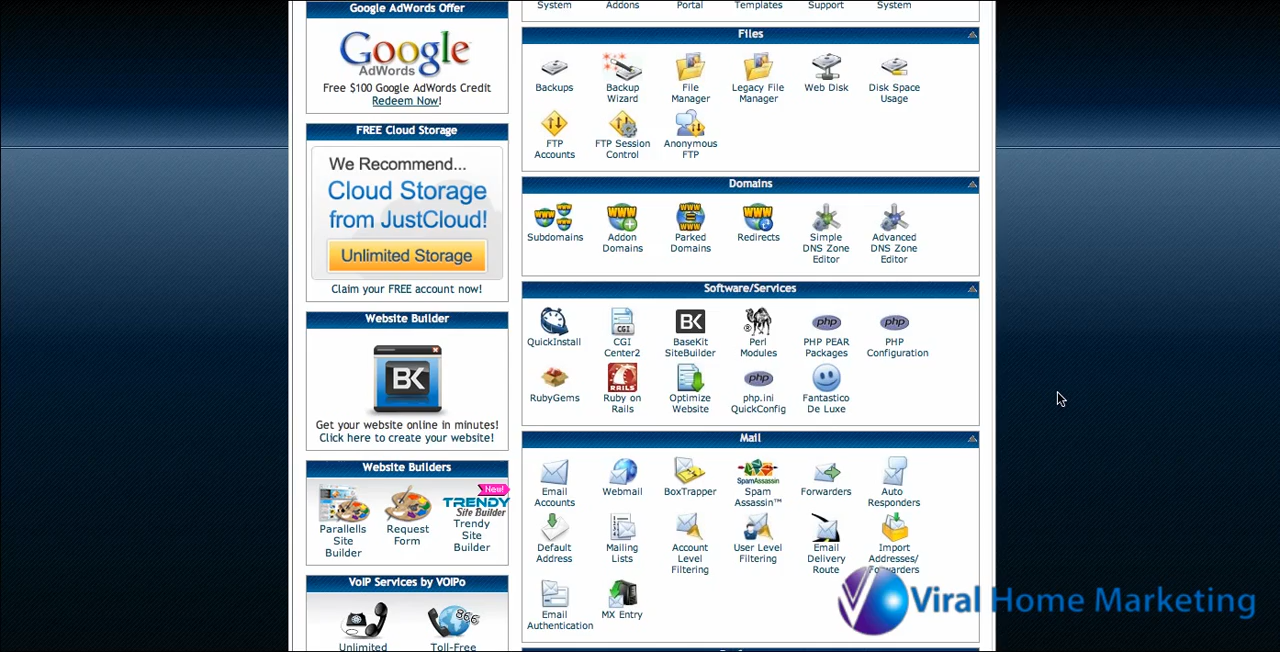 Google AdWords Offer
Google
AdWords
Free $100 Google AdWords Credit
Redeem Now!
FREE Cloud Storage
We Recommend...
Cloud Storage
from JustCloud!
Unlimited Storage
Claim your FREE account now!
Website Builder
BK
Get your website online in minutes!
Click here to create your website!
Website Builders
New!
TRENDY
Site Builder
Parallels
Site
Builder
Request
Form
Trendy
Site
Builder
VoIP Services by VOIPo
866
Unlimited
Toll-Free
System
Addons
Portal
Templates
Support
System
Files
Backups
Backup
Wizard
File
Manager
Legacy File
Manager
Web Disk
Disk Space
Usage
FTP
Accounts
FTP Session
Control
Anonymous
FTP
Domains
WWW
WWW
WWW
WWW
Subdomains
Addon
Domains
Parked
Domains
Redirects
Simple
DNS Zone
Editor
Advanced
DNS Zone
Editor
Software/Services
CGI
BK
php
php
QuickInstall
CGI
Center2
BaseKit
SiteBuilder
Perl
Modules
PHP PEAR
Packages
PHP
Configuration
RAILS
php
RubyGems
Ruby on
Rails
Optimize
Website
php.ini
QuickConfig
Fantastico
De Luxe
Mail
SpamAssassin
Email
Accounts
Webmail
BoxTrapper
Spam
Assassin™
Forwarders
Auto
Responders
Default
Address
Mailing
Lists
Account
Level
Filtering
User Level
Filtering
Email
Delivery
Route
Import
Addresses/
Forwarders
Email
Authentication
MX Entry
Viral Home Marketing